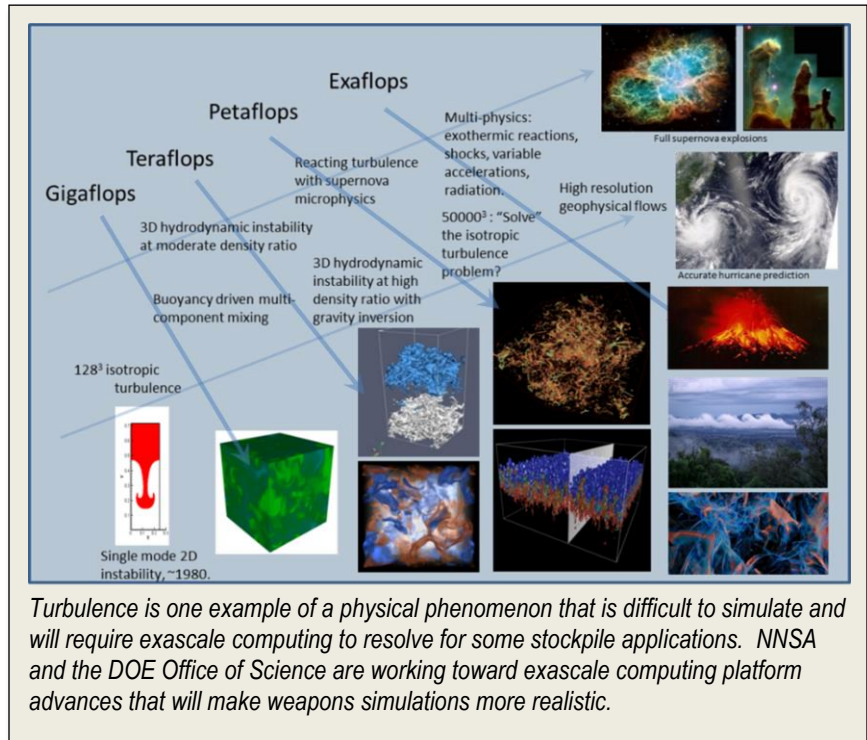 Exaflops
Petaflops
Teraflops
Gigaflops
Multi-physics:
exothermic reactions,
shocks, variable
accelerations,
radiation.
Full supernova explosions
Reacting turbulence
with supernova
microphysics
High resolution
geophysical flows
50000³ : “Solve”
the isotropic
turbulence
problem?
3D hydrodynamic instability
at moderate density ratio
3D hydrodynamic
instability at high
density ratio with
gravity inversion
Accurate hurricane prediction
Buoyancy driven multi-
component mixing
128³ isotropic
turbulence
Single mode 2D
instability, ~1980.
Turbulence is one example of a physical phenomenon that is difficult to simulate and
will require exascale computing to resolve for some stockpile applications. NNSA
and the DOE Office of Science are working toward exascale computing platform
advances that will make weapons simulations more realistic.